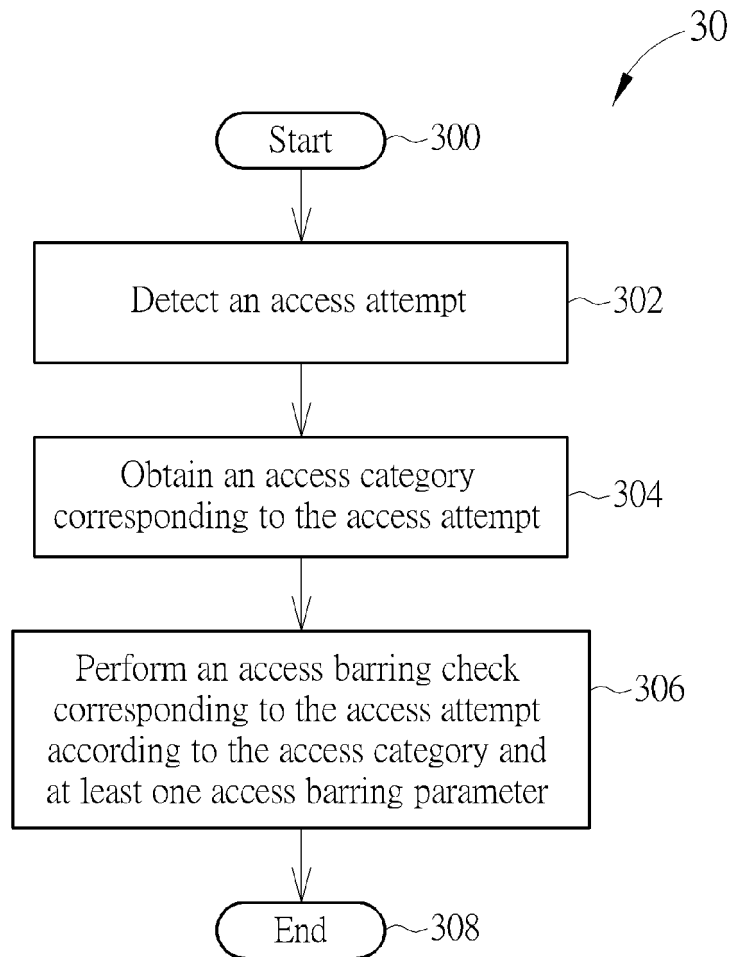 30
Start
300
Detect an access attempt
302
Obtain an access category
corresponding to the access attempt
304
Perform an access barring check
corresponding to the access attempt
according to the access category and
at least one access barring parameter
306
End
308